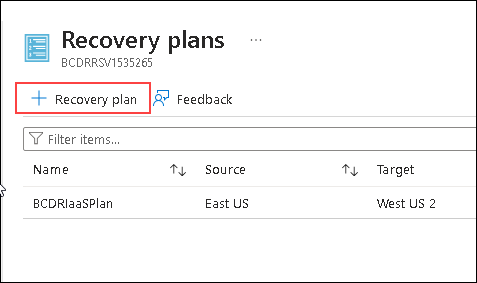 Recovery plans ...
BCDRRSV1535265
+ Recovery plan Feedback
Filter items...
Name Source Target
BCDRIaaSPlan East US West US 2